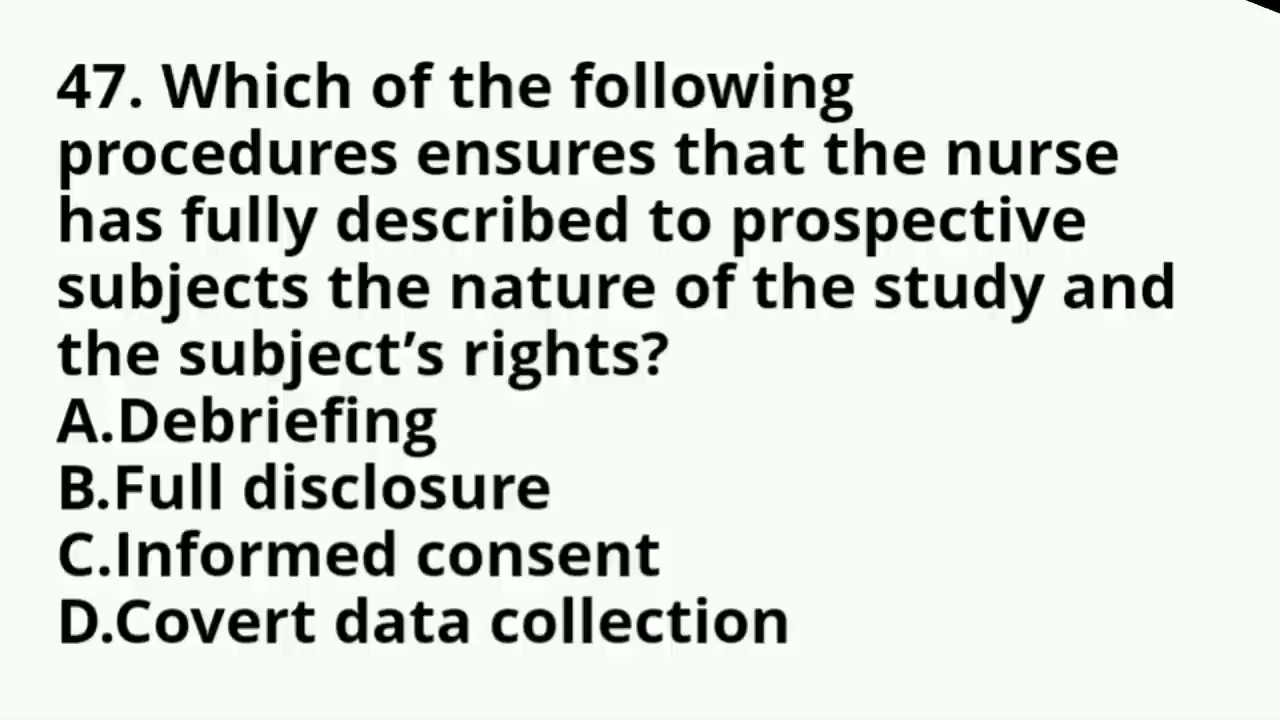 47. Which of the following
procedures ensures that the nurse
has fully described to prospective
subjects the nature of the study and
the subject’s rights?
A.Debriefing
B.Full disclosure
C.Informed consent
D.Covert data collection